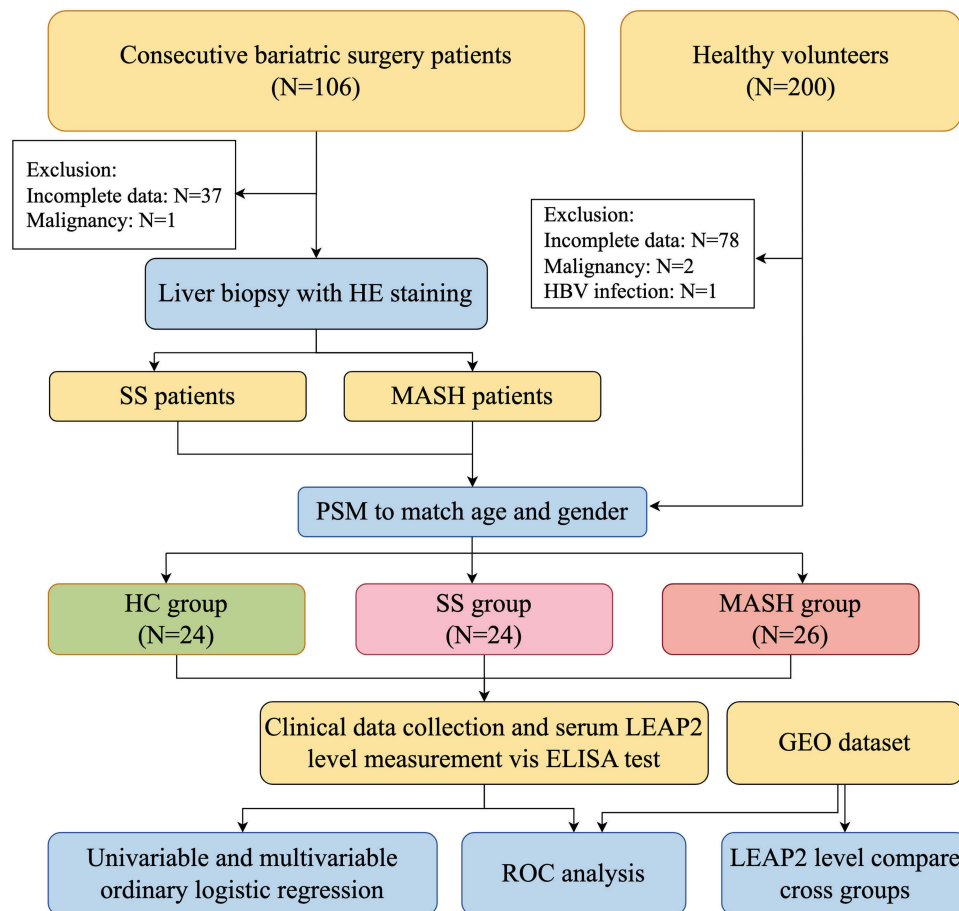 Consecutive bariatric surgery patients
(N=106)
Healthy volunteers
(N=200)
Exclusion:
Incomplete data: N=37
Malignancy: N=1
Exclusion:
Incomplete data: N=78
Malignancy: N=2
HBV infection: N=1
Liver biopsy with HE staining
SS patients
MASH patients
PSM to match age and gender
HC group
(N=24)
SS group
(N=24)
MASH group
(N=26)
Clinical data collection and serum LEAP2
level measurement vis ELISA test
GEO dataset
Univariable and multivariable
ordinary logistic regression
ROC analysis
LEAP2 level compare
cross groups